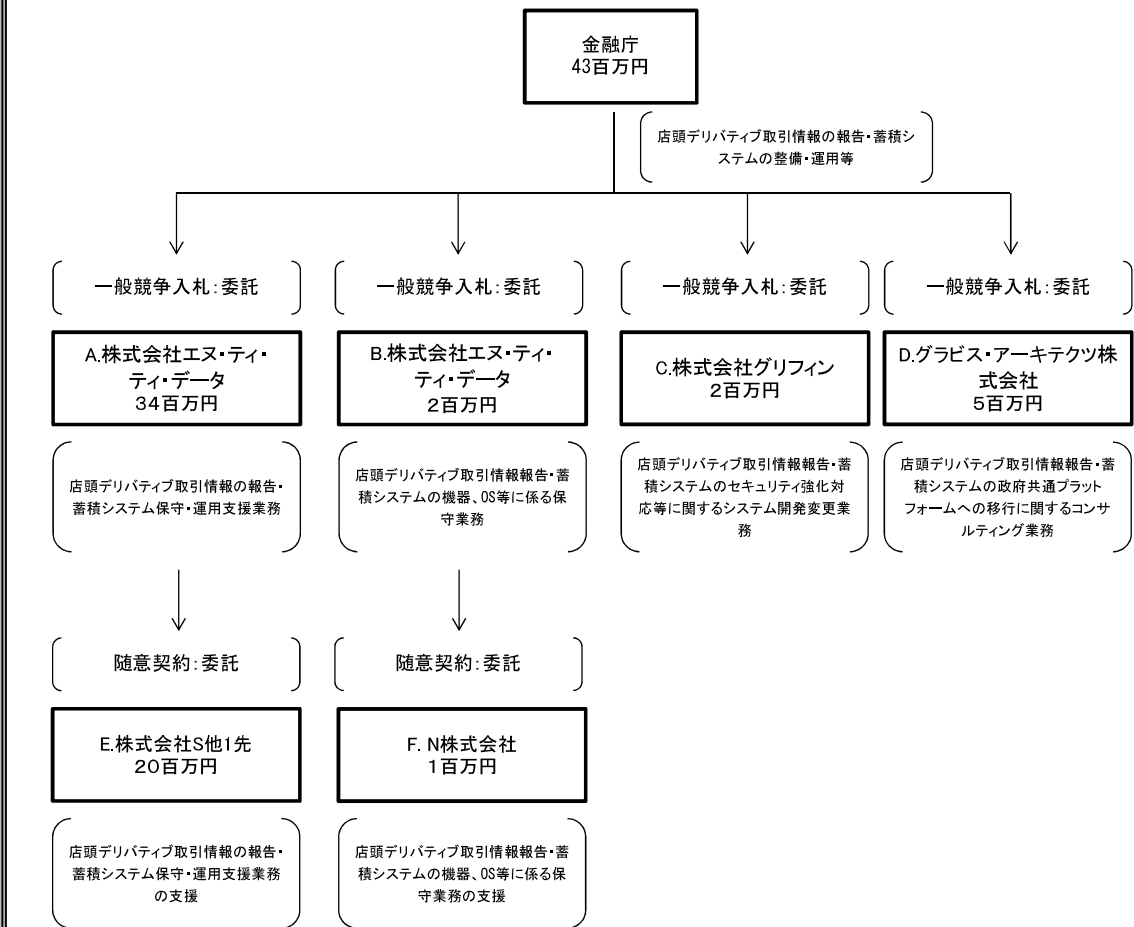 金融庁
43百万円
店頭デリバティブ取引情報の報告・蓄積シ
ステムの整備・運用等
一般競争入札：委託
一般競争入札：委託
一般競争入札：委託
一般競争入札：委託
A.株式会社エヌ・ティ・
ティ・データ
34百万円
B.株式会社エヌ・ティ・
ティ・データ
2百万円
C.株式会社グリフィン
2百万円
D.グラビス・アーキテクツ株
式会社
5百万円
店頭デリバティブ取引情報の報告・
蓄積システム保守・運用支援業務
店頭デリバティブ取引情報報告・蓄
積システムの機器、OS等に係る保
守業務
店頭デリバティブ取引情報報告・蓄
積システムのセキュリティ強化対
応等に関するシステム開発変更業
務
店頭デリバティブ取引情報報告・蓄
積システムの政府共通プラット
フォームへの移行に関するコンサ
ルティング業務
随意契約：委託
随意契約：委託
E.株式会社S他1先
20百万円
F. N株式会社
1百万円
店頭デリバティブ取引情報の報告・
蓄積システム保守・運用支援業務
の支援
店頭デリバティブ取引情報報告・蓄
積システムの機器、OS等に係る保
守業務の支援